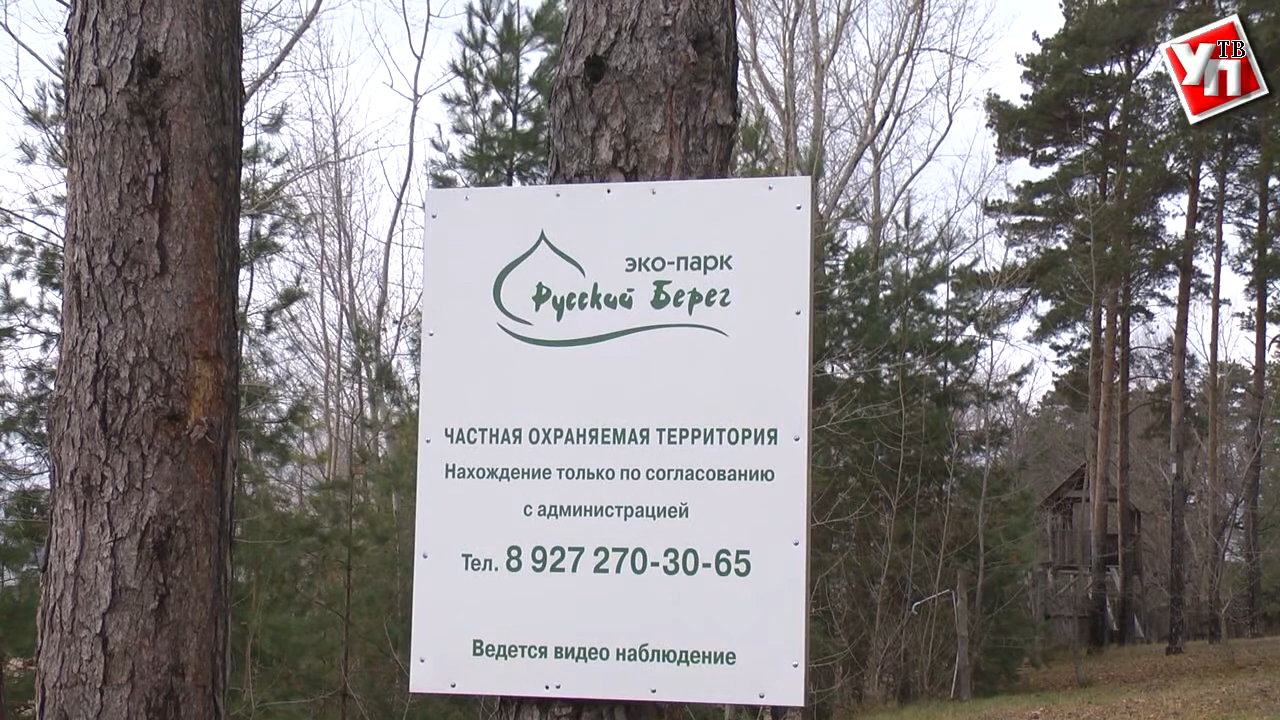 УП ТВ
эко-парк
Русский Берег
ЧАСТНАЯ ОХРАНЯЕМАЯ ТЕРРИТОРИЯ
Нахождение только по согласованию
с администрацией
Тел. 8 927 270-30-65
Ведется видео наблюдение